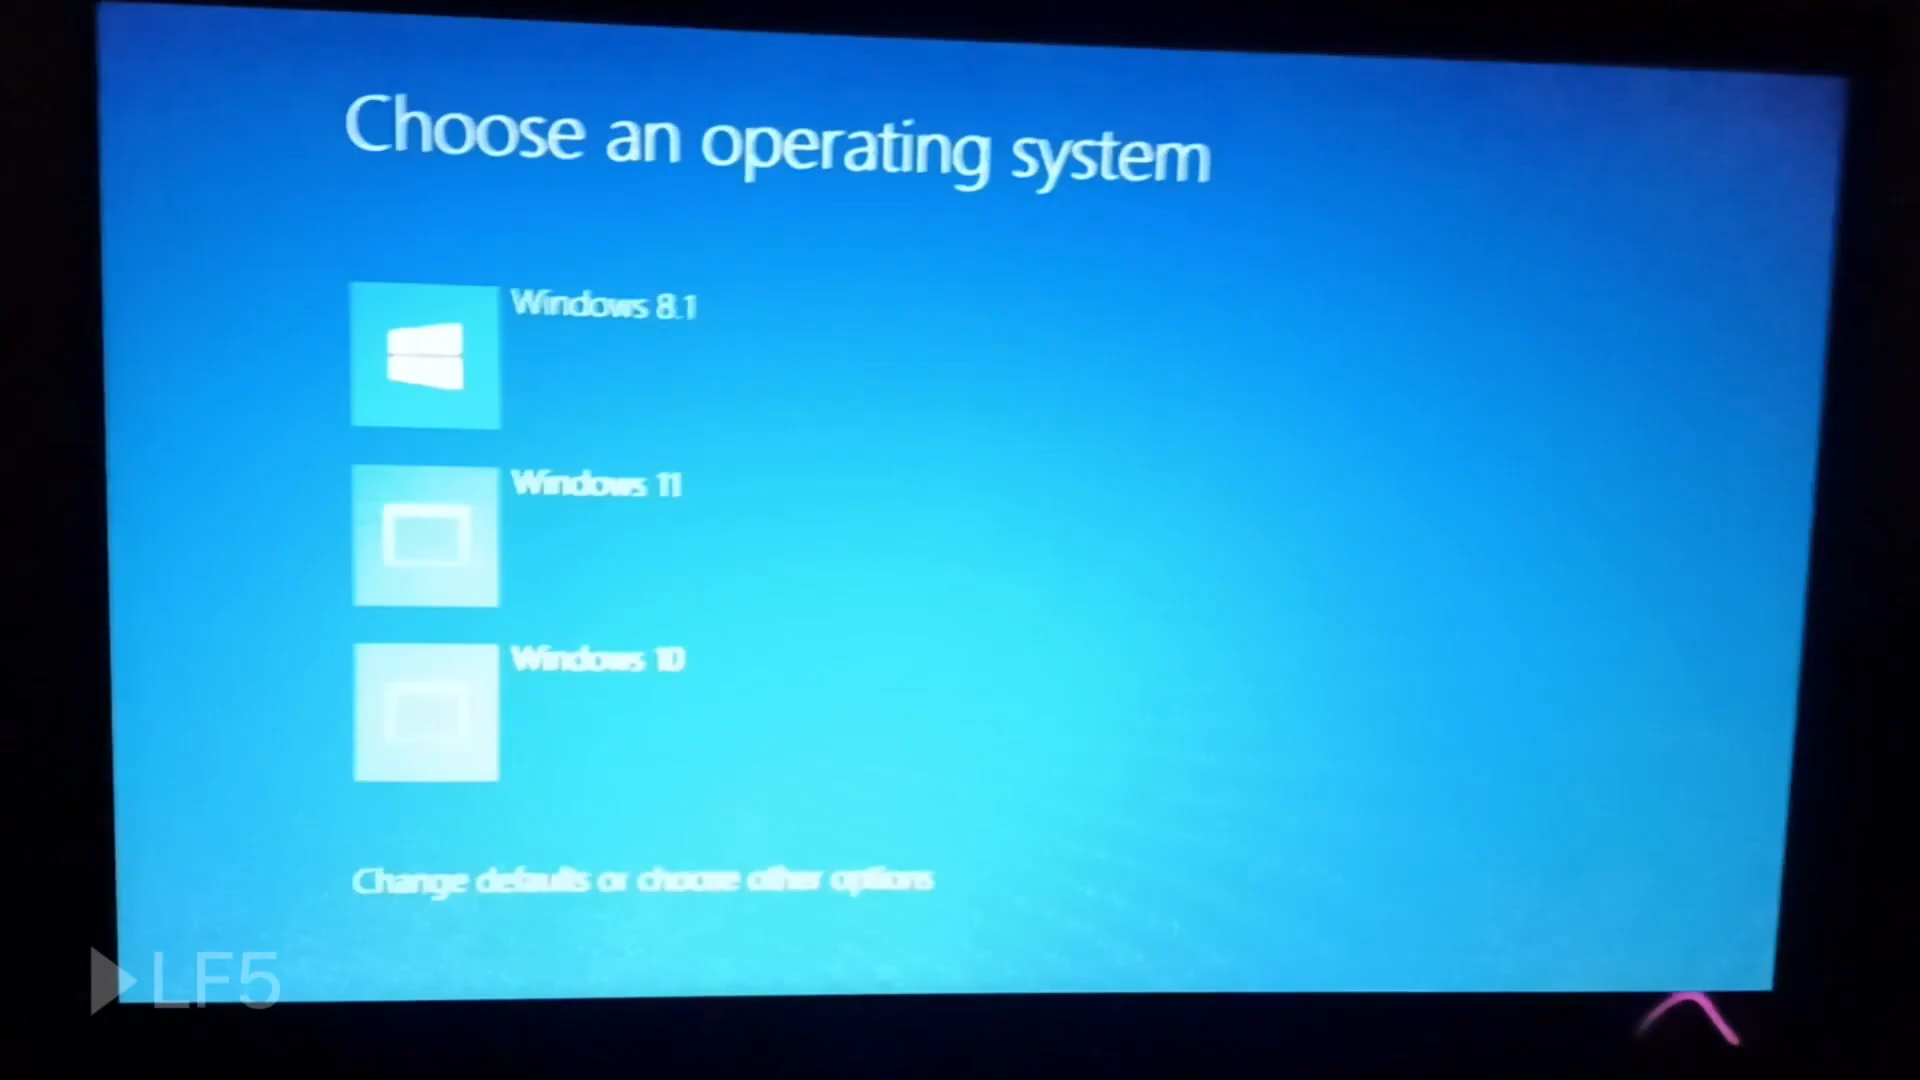 Choose an operating system
Windows 8.1
Windows 11
Windows 10
Change defaults or choose other options
LF5